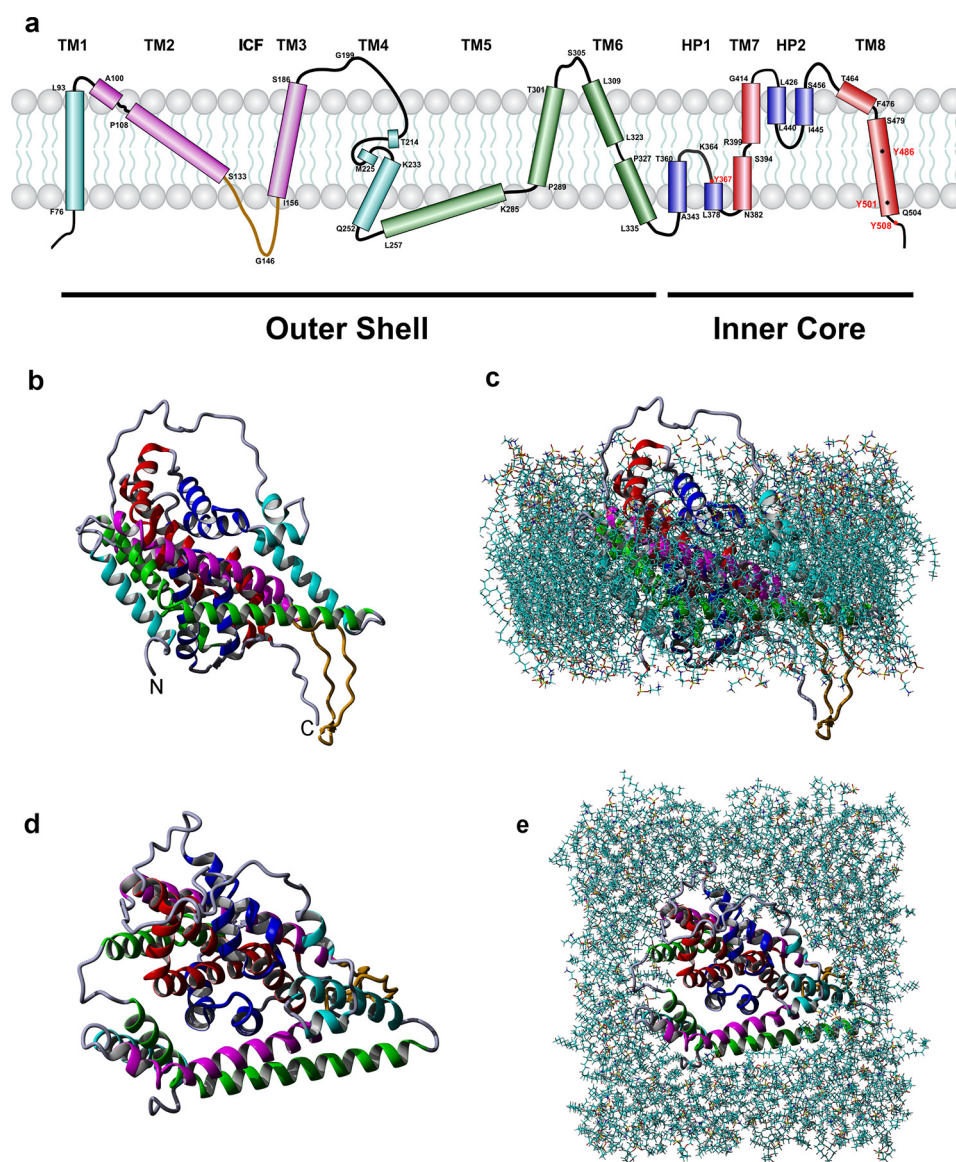 a
TM1 TM2 ICF TM3 TM4 TM5 TM6 HP1 TM7 HP2 TM8
L93 A100 P108 S133 F76 G146 I156 S186 G199 T214 M225 K233 Q252 L257 K285 P289 T301 S305 L309 L323 P327 L335 T360 K364 A343 Y367 L378 R399 S394 N382 G414 L426 L440 S456 I445 T464 F476 S479 Y486 Y501 Q504 Y508
Outer Shell Inner Core
b c
N
C
d e